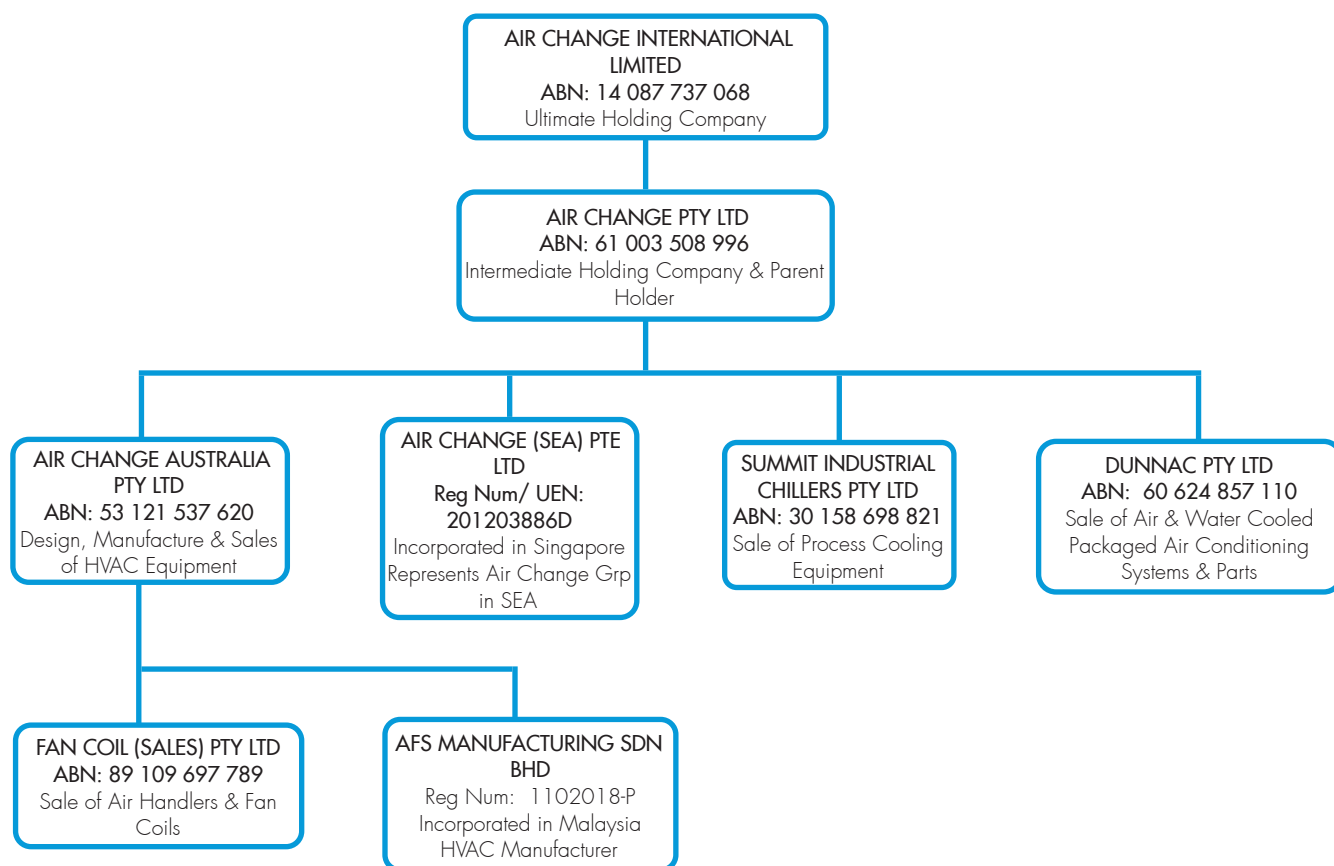 AIR CHANGE INTERNATIONAL
LIMITED
ABN: 14 087 737 068
Ultimate Holding Company
AIR CHANGE PTY LTD
ABN: 61 003 508 996
Intermediate Holding Company & Parent
Holder
AIR CHANGE AUSTRALIA
PTY LTD
ABN: 53 121 537 620
Design, Manufacture & Sales
of HVAC Equipment
AIR CHANGE (SEA) PTE
LTD
Reg Num/ UEN:
201203886D
Incorporated in Singapore
Represents Air Change Grp
in SEA
SUMMIT INDUSTRIAL
CHILLERS PTY LTD
ABN: 30 158 698 821
Sale of Process Cooling
Equipment
DUNNAC PTY LTD
ABN: 60 624 857 110
Sale of Air & Water Cooled
Packaged Air Conditioning
Systems & Parts
FAN COIL (SALES) PTY LTD
ABN: 89 109 697 789
Sale of Air Handlers & Fan
Coils
AFS MANUFACTURING SDN
BHD
Reg Num: 1102018-P
Incorporated in Malaysia
HVAC Manufacturer